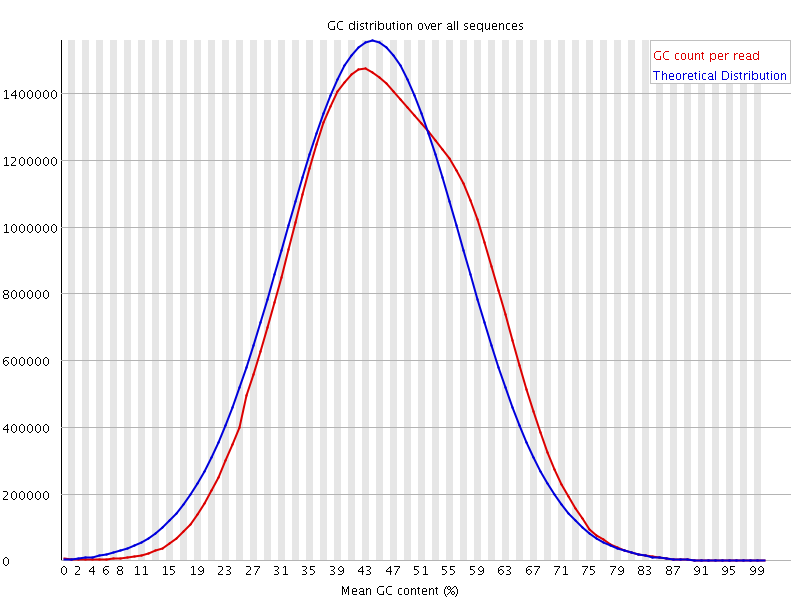 GC distribution over all sequences
GC count per read
Theoretical Distribution
1400000
1200000
1000000
800000
600000
400000
200000
0
0 2 4 6 8 11 15 19 23 27 31 35 39 43 47 51 55 59 63 67 71 75 79 83 87 91 95 99
Mean GC content (%)